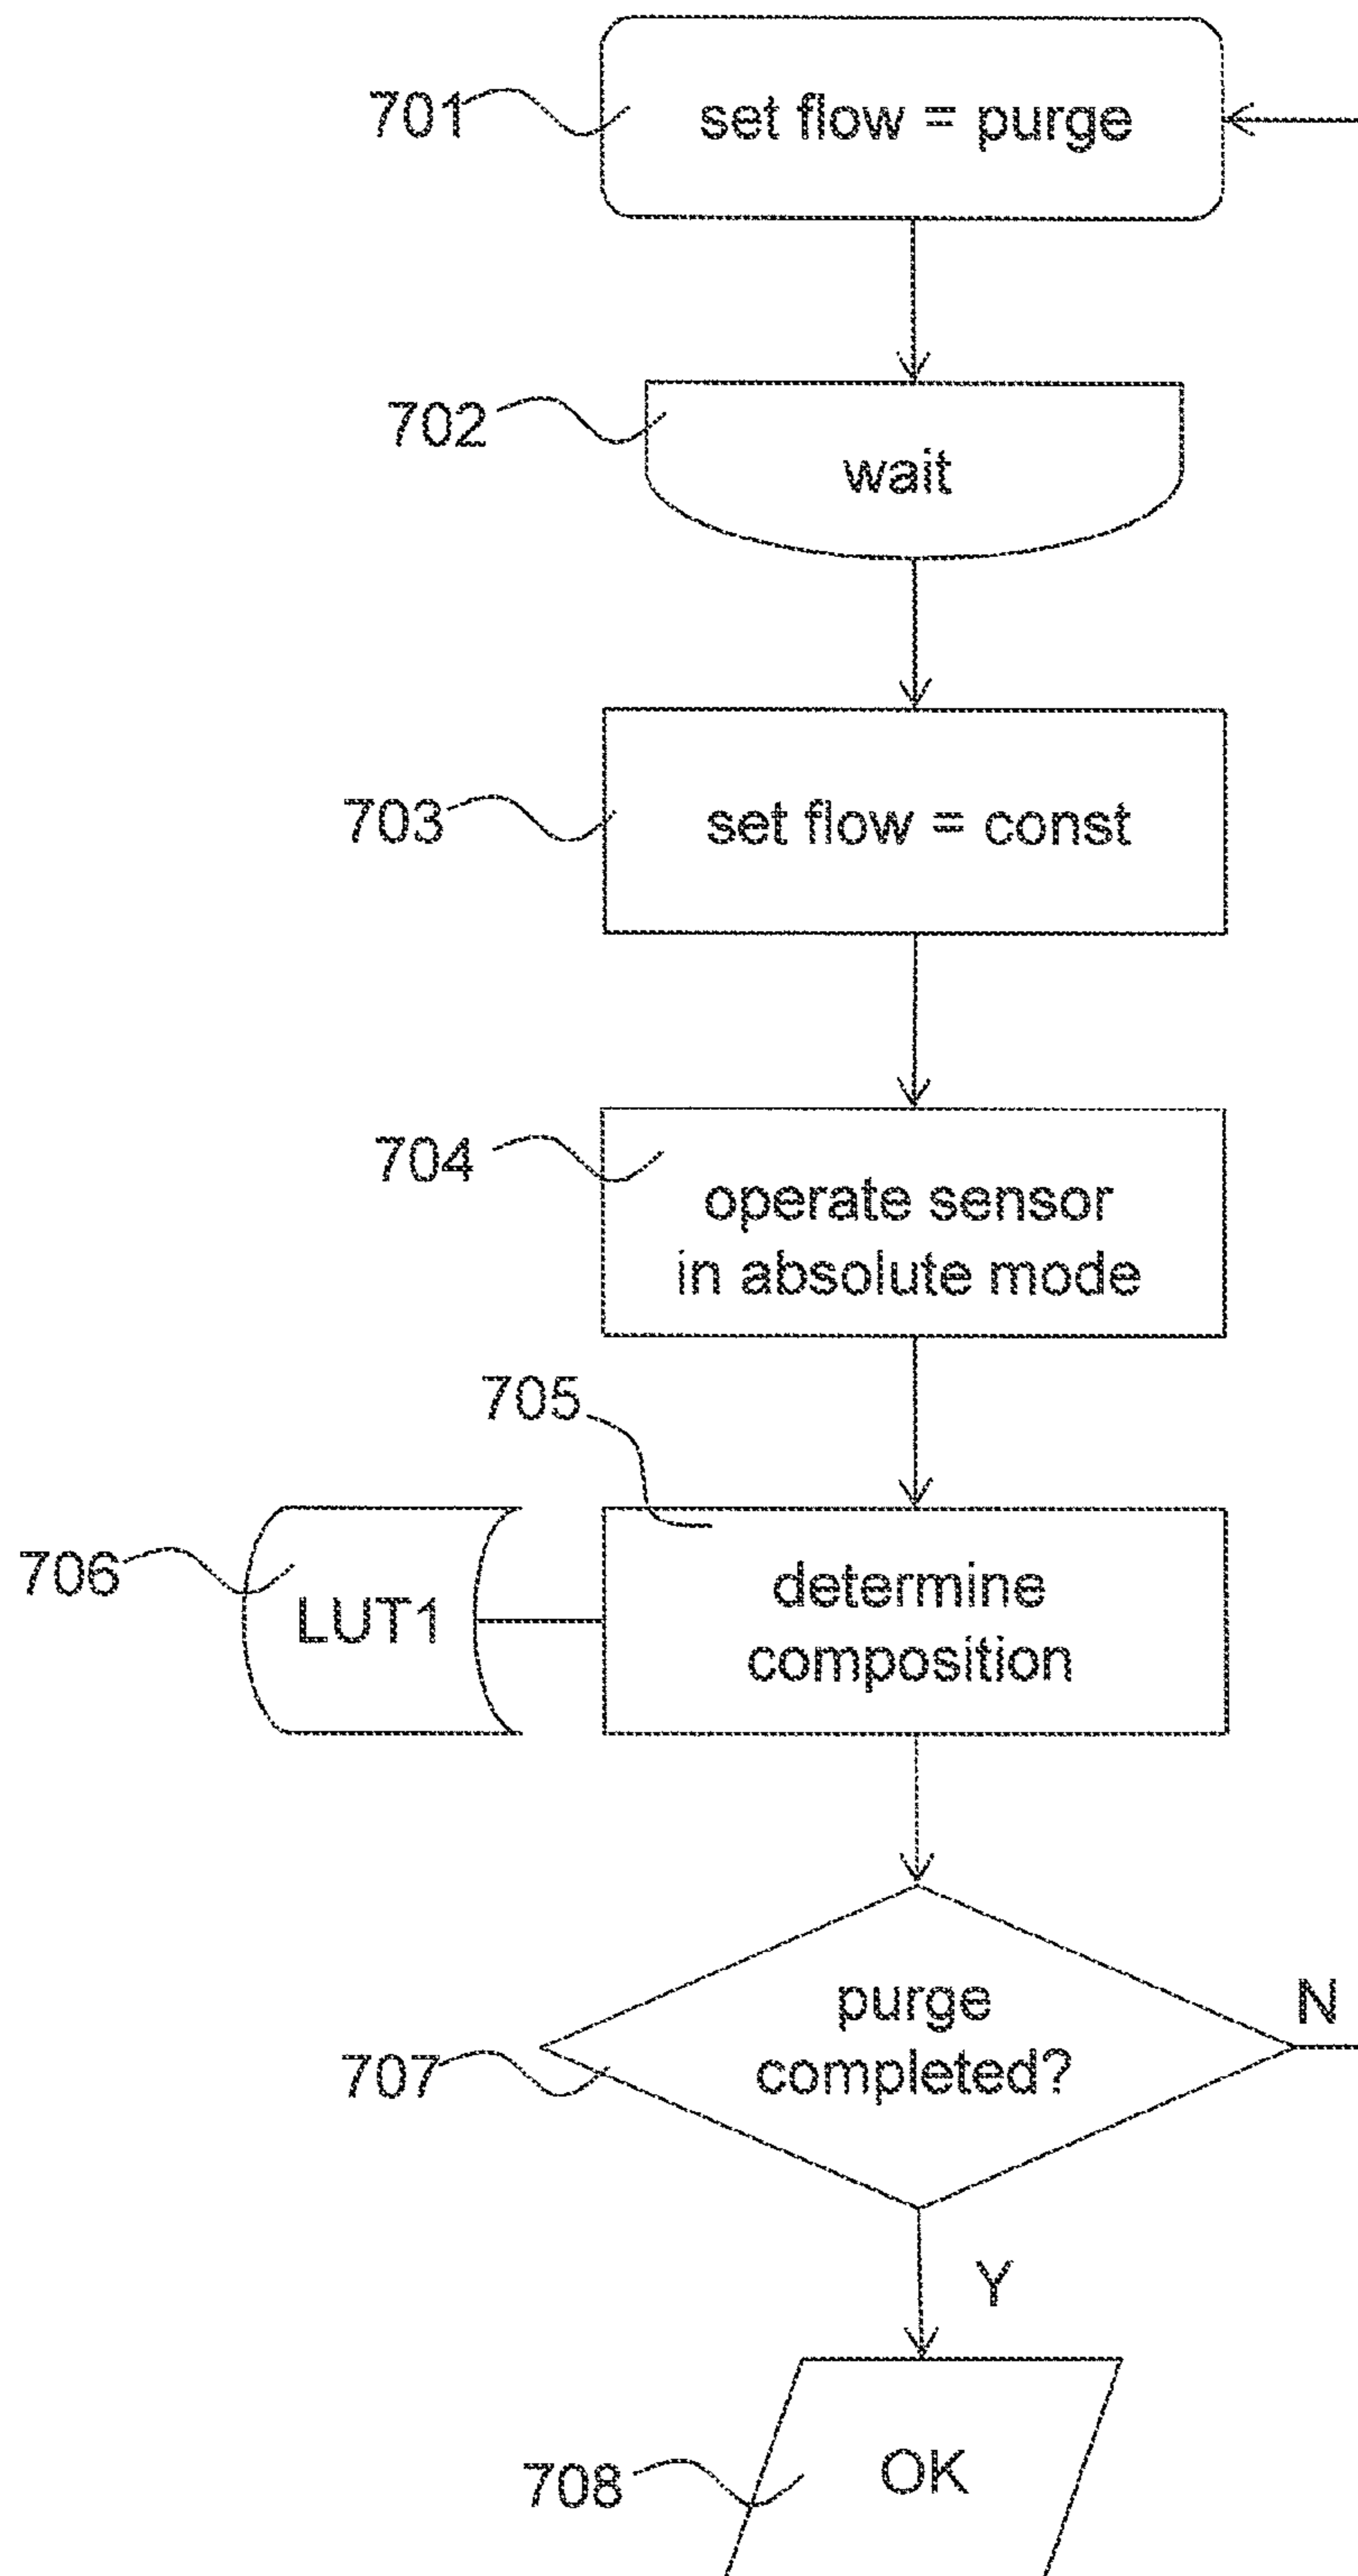 701
set flow = purge
702
wait
703
set flow = const
704
operate sensor
in absolute mode
705
706
LUT1
determine
composition
707
purge
completed?
N
Y
708
OK